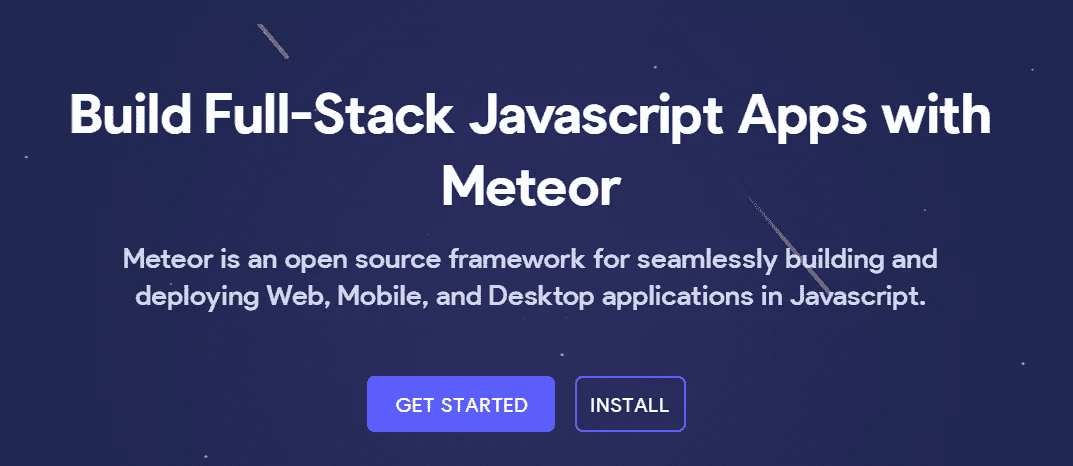 Build Full-Stack Javascript Apps with
Meteor
Meteor is an open source framework for seamlessly building and
deploying Web, Mobile, and Desktop applications in Javascript.
GET STARTED INSTALL